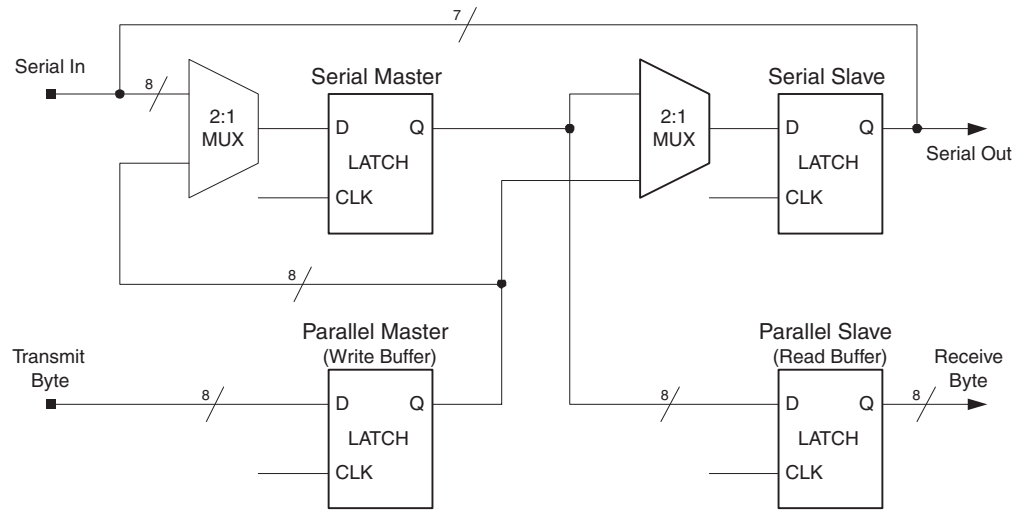 7
Serial In
8
2:1
MUX
Serial Master
D
Q
LATCH
CLK
2:1
MUX
Serial Slave
D
Q
LATCH
CLK
Serial Out
8
Transmit
Byte
8
Parallel Master
(Write Buffer)
D
Q
LATCH
CLK
8
Parallel Slave
(Read Buffer)
D
Q
LATCH
CLK
8
Receive
Byte